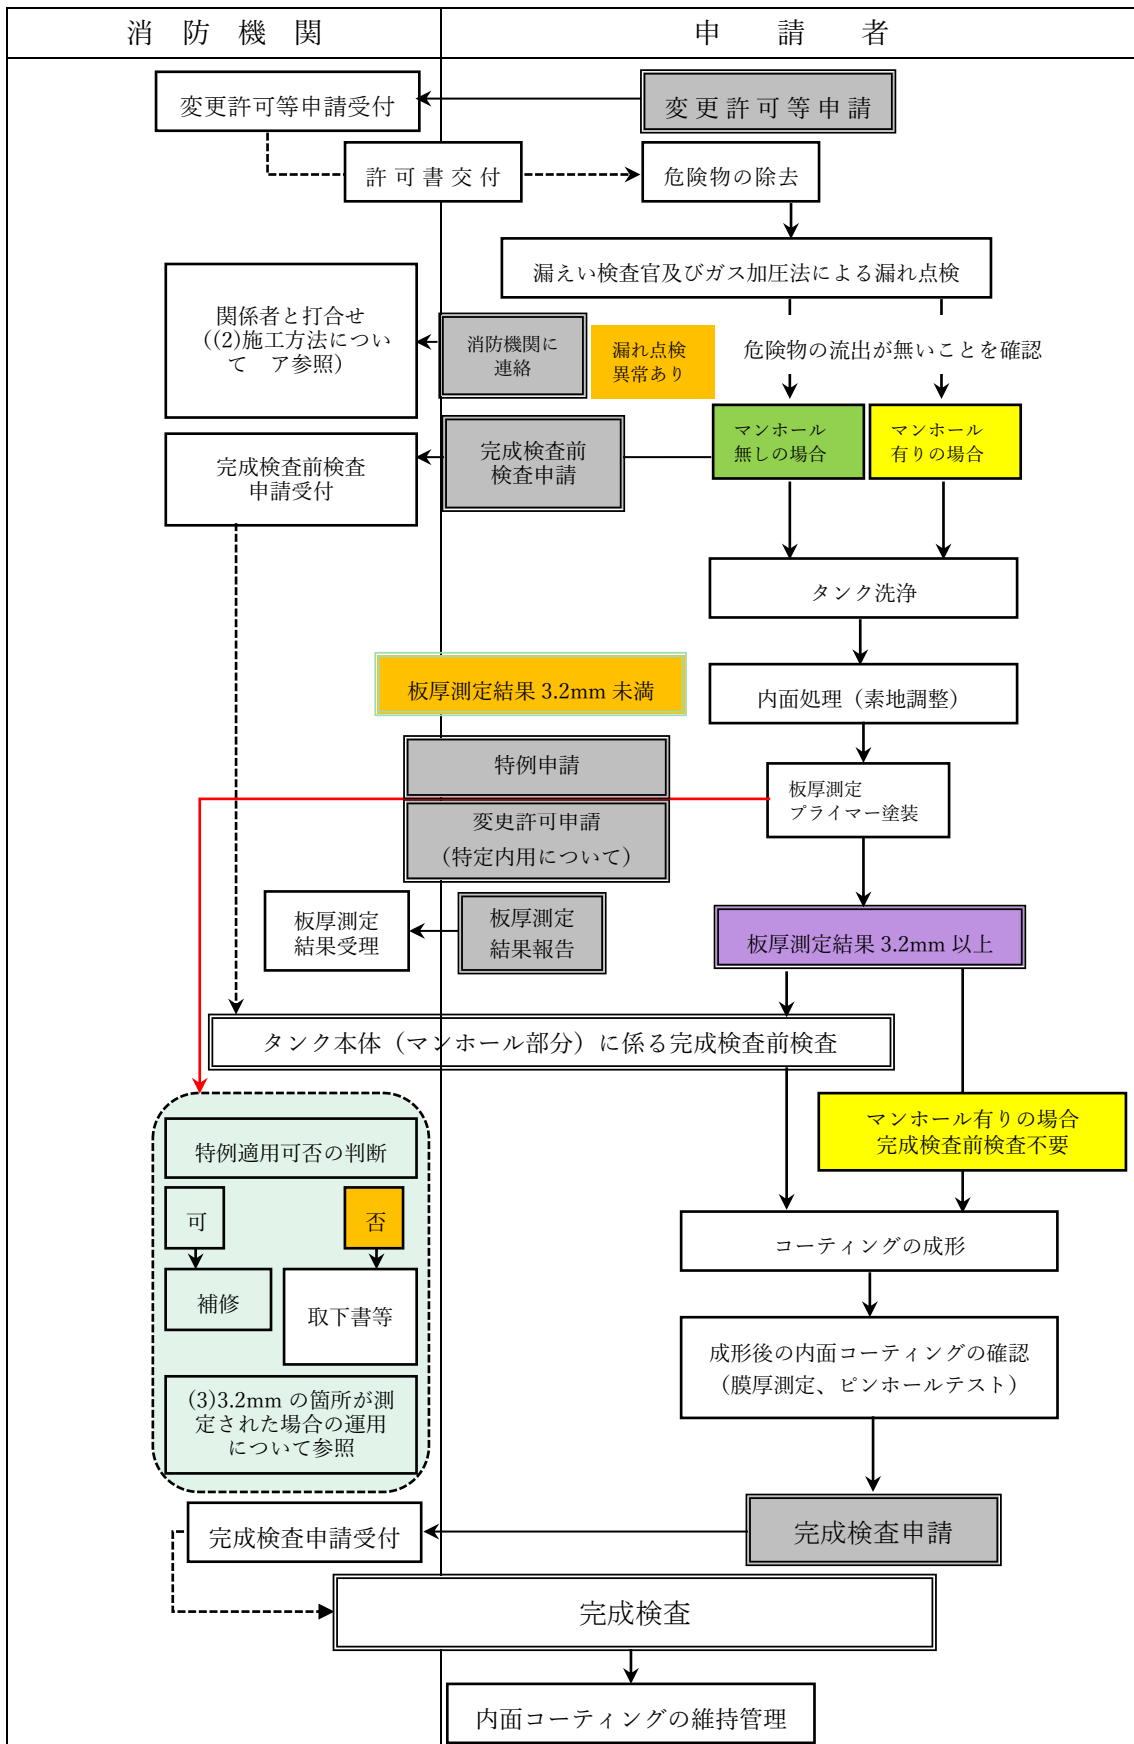 消防機関
申請者
変更許可等申請受付
変更許可等申請
許可書交付
危険物の除去
漏えい検査官及びガス加圧法による漏れ点検
関係者と打合せ
((2)施工方法につい
て　ア参照)
消防機関に
連絡
漏れ点検
異常あり
危険物の流出が無いことを確認
マンホール
無しの場合
マンホール
有りの場合
完成検査前検査
申請受付
完成検査前
検査申請
タンク洗浄
板厚測定結果 3.2mm 未満
内面処理（素地調整）
特例申請
板厚測定
プライマー塗装
変更許可申請
（特定内用について）
板厚測定
結果受理
板厚測定
結果報告
板厚測定結果 3.2mm 以上
タンク本体（マンホール部分）に係る完成検査前検査
マンホール有りの場合
完成検査前検査不要
特例適用可否の判断
可
否
補修
取下書等
(3)3.2mm の箇所が測
定された場合の運用
について参照
コーティングの成形
成形後の内面コーティングの確認
（膜厚測定、ピンホールテスト）
完成検査申請受付
完成検査申請
完成検査
内面コーティングの維持管理